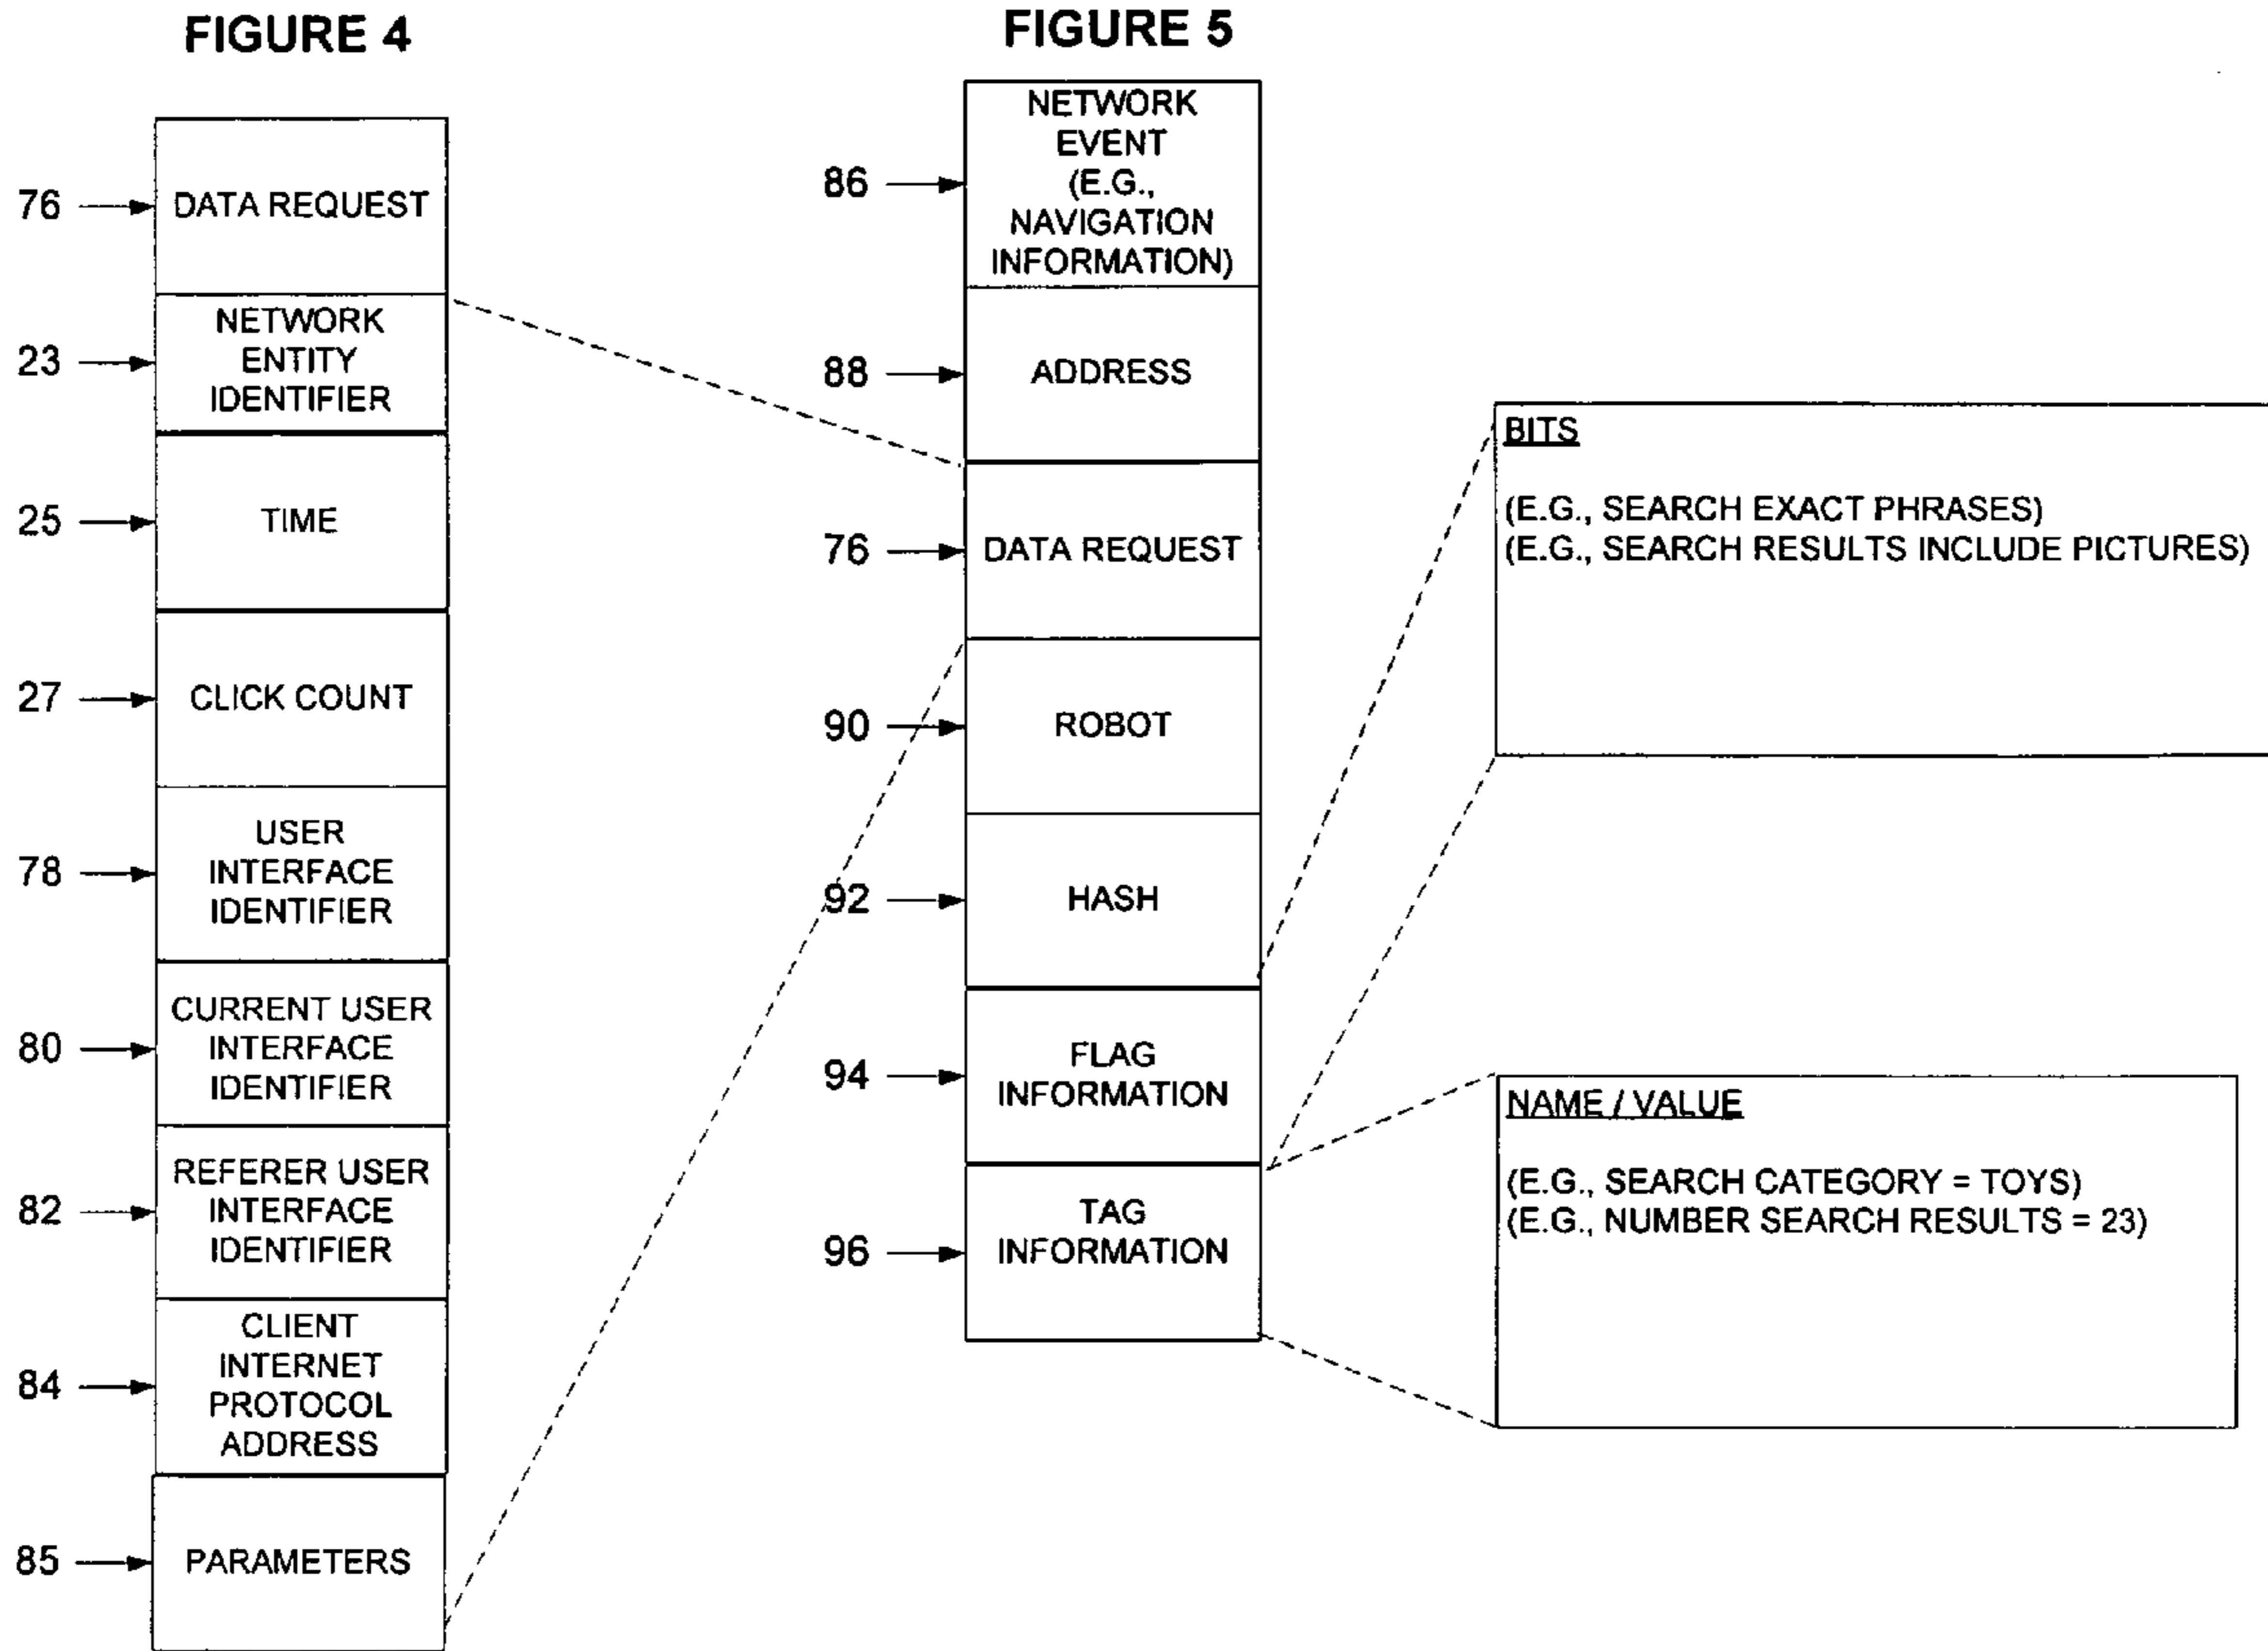 FIGURE 4
76
DATA REQUEST
23
NETWORK
ENTITY
IDENTIFIER
25
TIME
27
CLICK COUNT
78
USER
INTERFACE
IDENTIFIER
80
CURRENT USER
INTERFACE
IDENTIFIER
82
REFERER USER
INTERFACE
IDENTIFIER
84
CLIENT
INTERNET
PROTOCOL
ADDRESS
85
PARAMETERS
FIGURE 5
86
NETWORK
EVENT
(E.G.,
NAVIGATION
INFORMATION)
88
ADDRESS
76
DATA REQUEST
90
ROBOT
92
HASH
94
FLAG
INFORMATION
96
TAG
INFORMATION
BITS
(E.G., SEARCH EXACT PHRASES)
(E.G., SEARCH RESULTS INCLUDE PICTURES)
NAME / VALUE
(E.G., SEARCH CATEGORY = TOYS)
(E.G., NUMBER SEARCH RESULTS = 23)